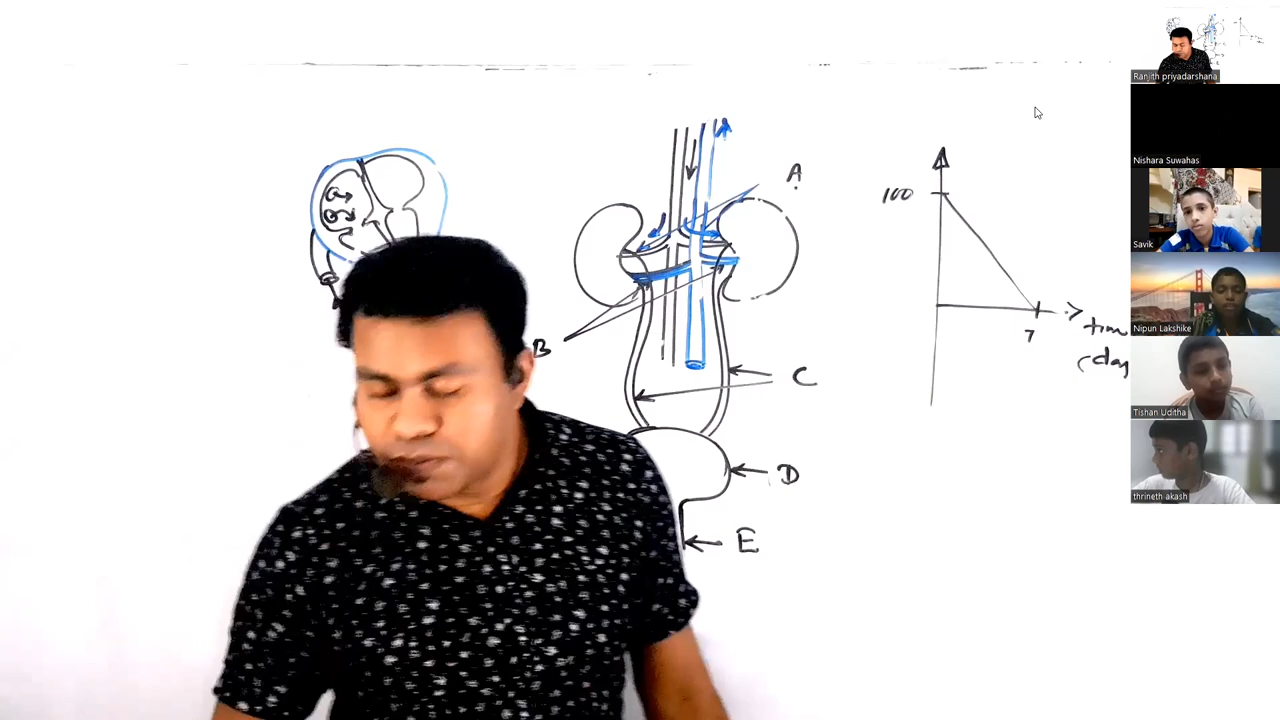 A
100
B
7
time
(day
C
D
E
Ranjith priyadarshana
Nishara Suwahas
Savik
Nipun Lakshike
Tishan Uditha
thrineth akash